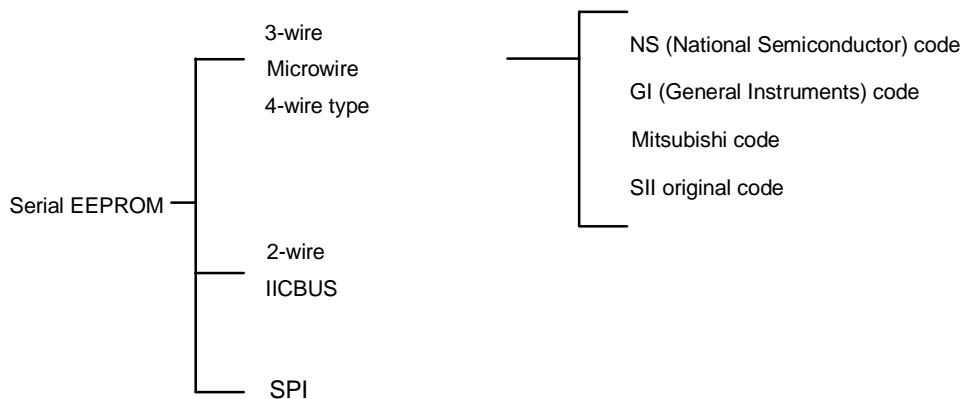 3-wire
Microwire
4-wire type
NS (National Semiconductor) code
GI (General Instruments) code
Mitsubishi code
SII original code
Serial EEPROM
2-wire
IICBUS
SPI